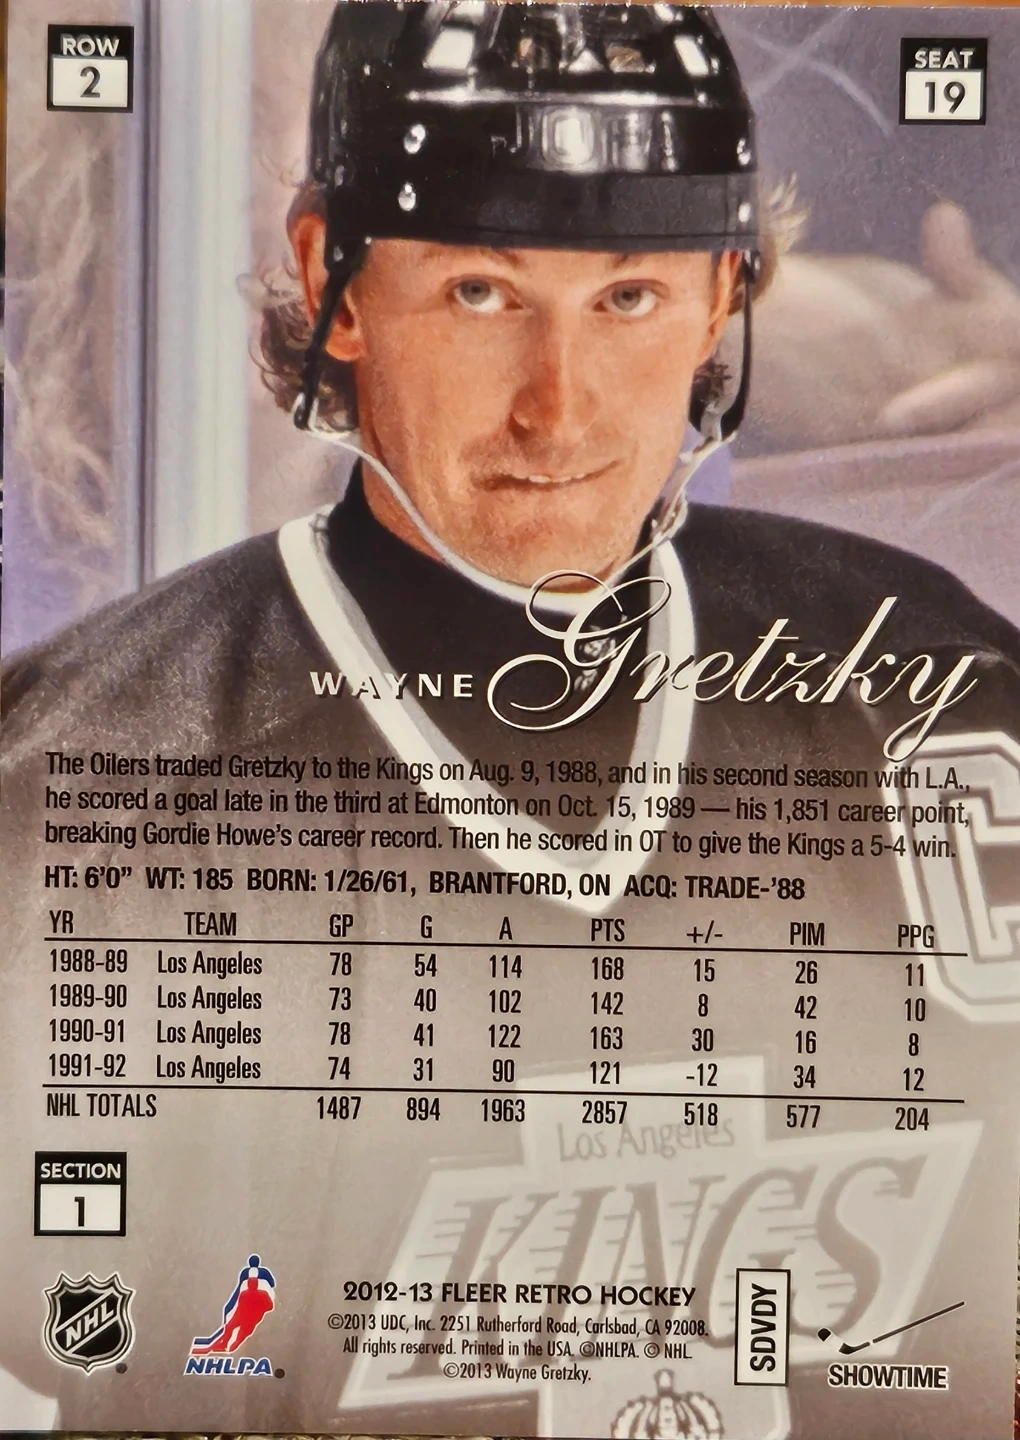 ROW
2
SEAT
19
WAYNE Gretzky
The Oilers traded Gretzky to the Kings on Aug. 9, 1988, and in his second season with L.A.,
he scored a goal late in the third at Edmonton on Oct. 15, 1989 — his 1,851 career point,
breaking Gordie Howe's career record. Then he scored in OT to give the Kings a 5-4 win.
HT: 6'0" WT: 185 BORN: 1/26/61, BRANTFORD, ON ACQ: TRADE-'88
YR TEAM GP G A PTS +/- PIM PPG
1988-89 Los Angeles 78 54 114 168 15 26 11
1989-90 Los Angeles 73 40 102 142 8 42 10
1990-91 Los Angeles 78 41 122 163 30 16 8
1991-92 Los Angeles 74 31 90 121 -12 34 12
NHL TOTALS 1487 894 1963 2857 518 577 204
Los Angeles
KINGS
SECTION
1
NHL
NHLPA
2012-13 FLEER RETRO HOCKEY
©2013 UDC, Inc. 2251 Rutherford Road, Carlsbad, CA 92008.
All rights reserved. Printed in the USA. ©NHLPA. © NHL.
©2013 Wayne Gretzky.
SDVDY
SHOWTIME